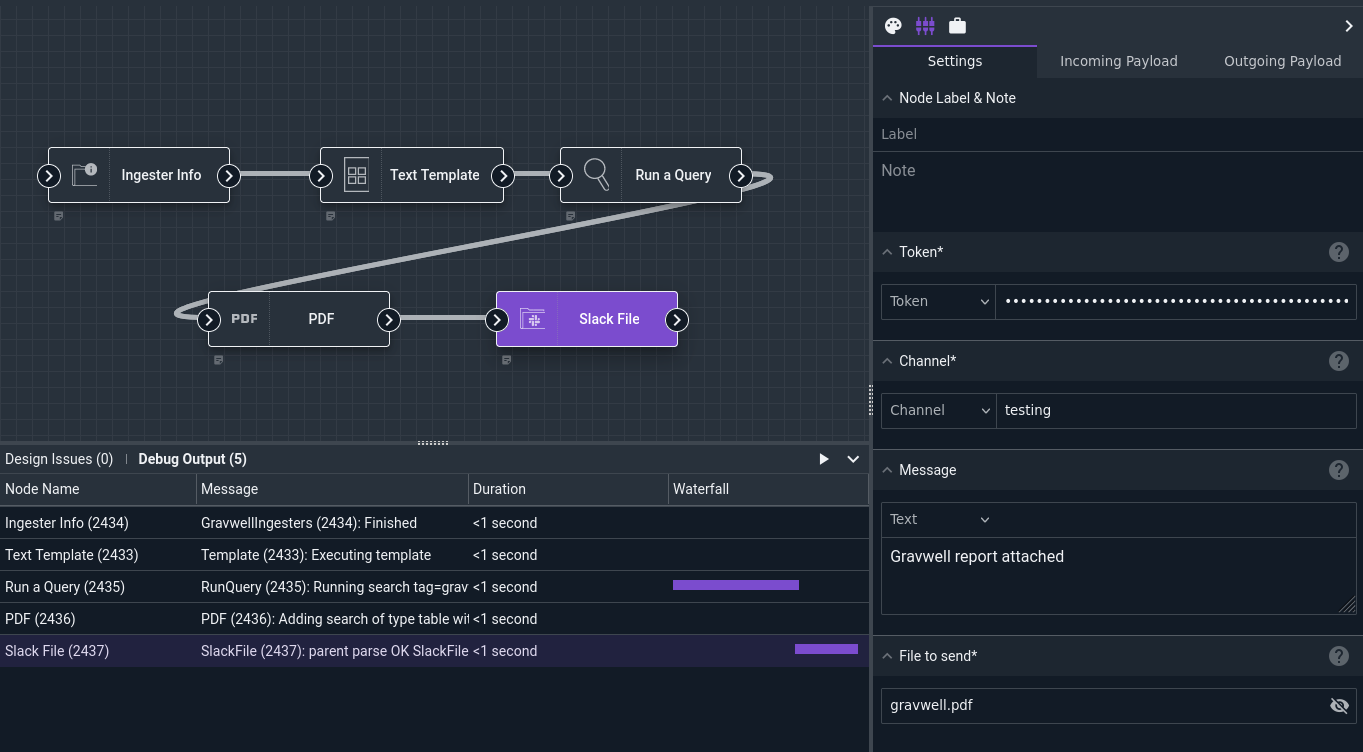 Ingester Info
Text Template
Run a Query
PDF PDF
Slack File
Design Issues (0) Debug Output (5)
Node Name Message Duration Waterfall
Ingester Info (2434) GravwellIngesters (2434): Finished <1 second
Text Template (2433) Template (2433): Executing template <1 second
Run a Query (2435) RunQuery (2435): Running search tag=grav <1 second
PDF (2436) PDF (2436): Adding search of type table wit <1 second
Slack File (2437) SlackFile (2437): parent parse OK SlackFile <1 second
Settings Incoming Payload Outgoing Payload
Node Label & Note
Label
Note
Token*
Token
Channel*
Channel testing
Message
Text
Gravwell report attached
File to send*
gravwell.pdf